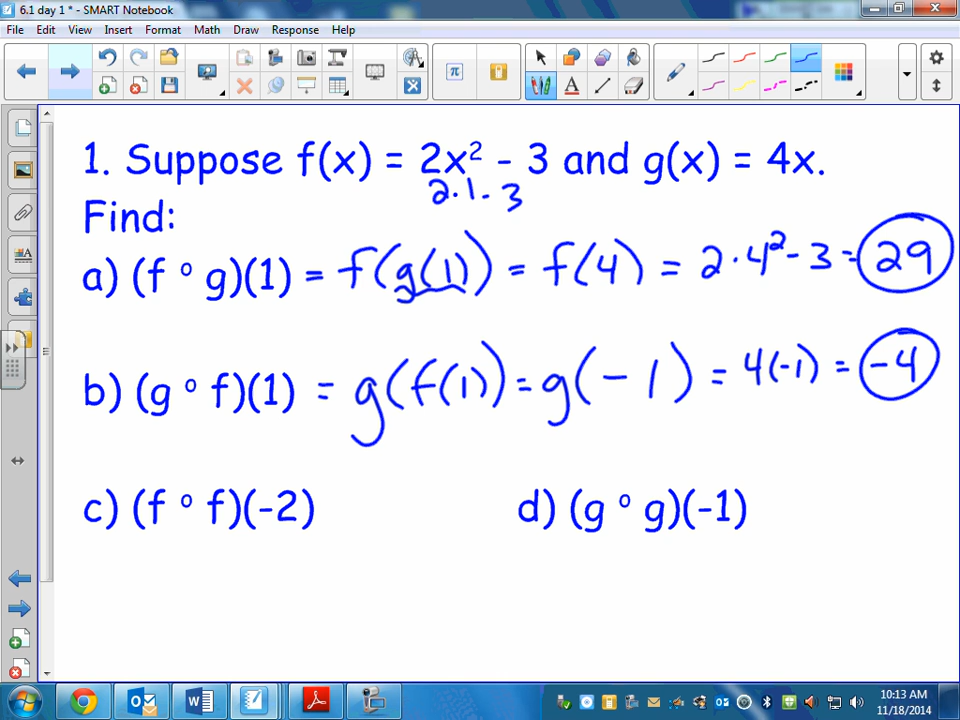 6.1 day 1 * - SMART Notebook
File Edit View Insert Format Math Draw Response Help
1. Suppose f(x) = 2x² - 3 and g(x) = 4x.
2·1 - 3
Find:
a) (f ° g)(1) = f(g(1)) = f(4) = 2·4² - 3 = 29
b) (g ° f)(1) = g(f(1)) = g(-1) = 4(-1) = -4
c) (f ° f)(-2) d) (g ° g)(-1)
10:13 AM
11/18/2014